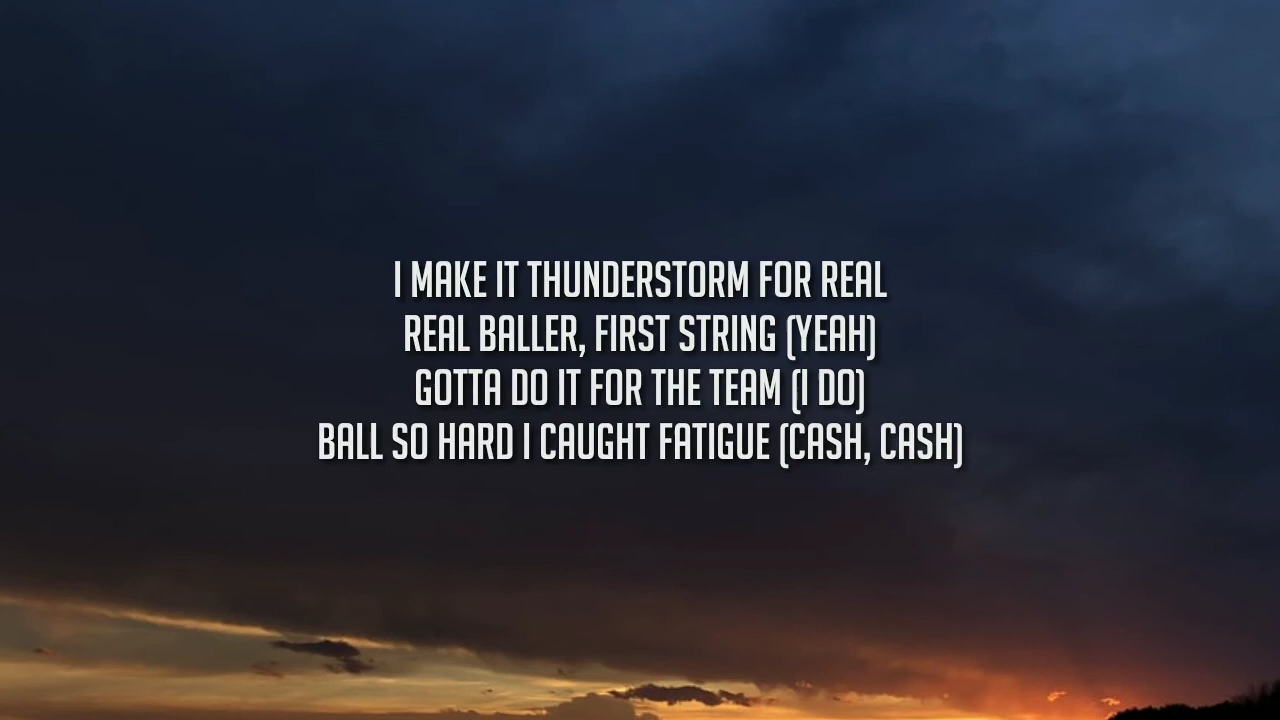 I MAKE IT THUNDERSTORM FOR REAL
REAL BALLER, FIRST STRING (YEAH)
GOTTA DO IT FOR THE TEAM (I DO)
BALL SO HARD I CAUGHT FATIGUE (CASH, CASH)